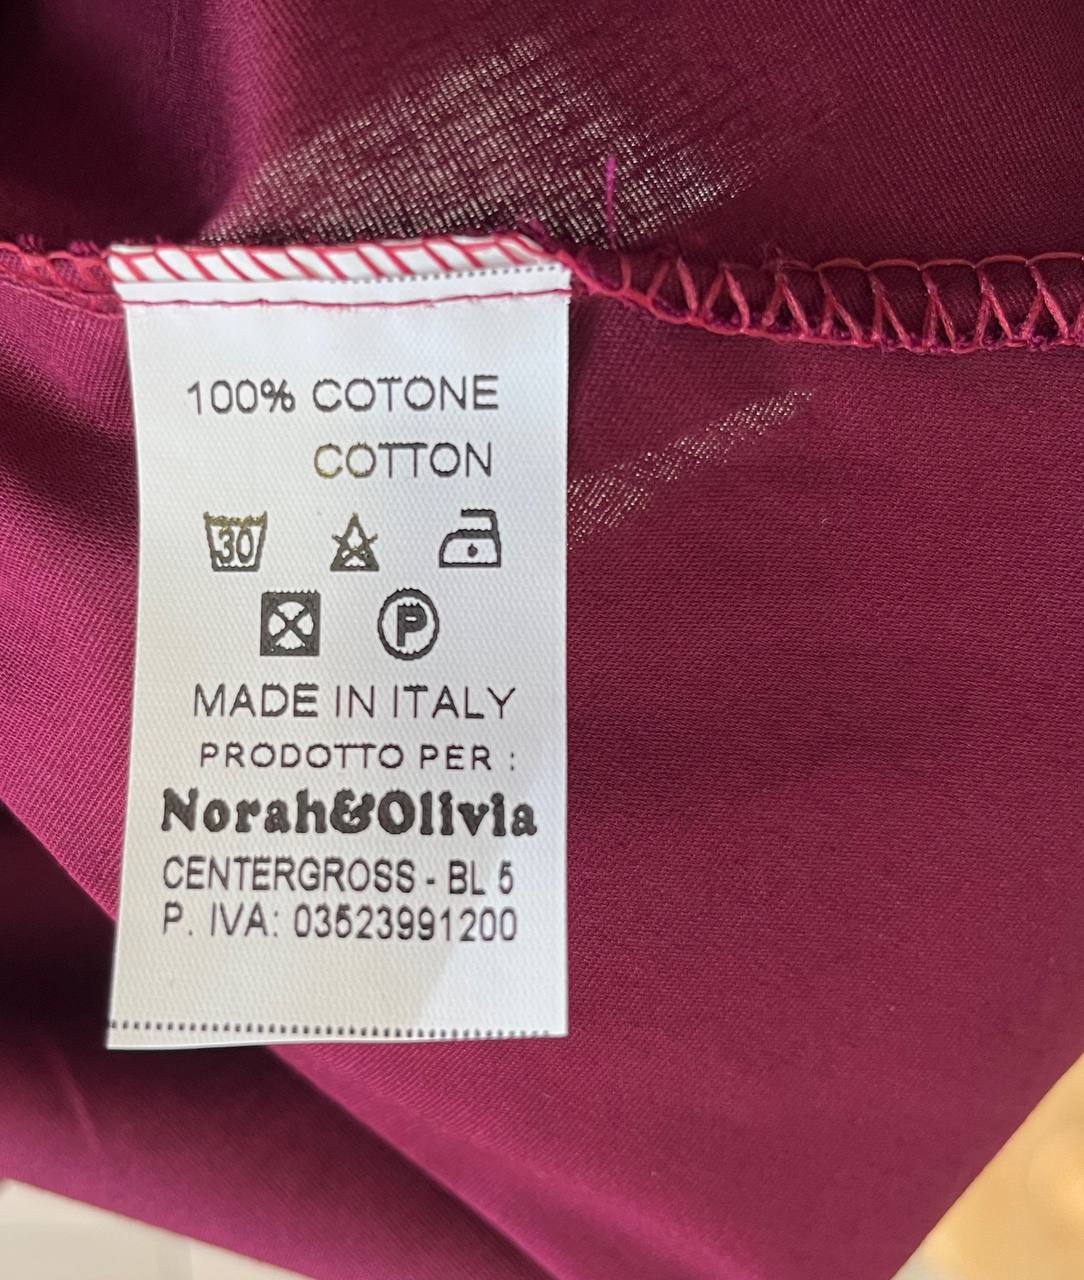 100% COTONE
COTTON
30
P
MADE IN ITALY
PRODOTTO PER :
Norah&Olivia
CENTERGROSS - BL 5
P. IVA: 03523991200